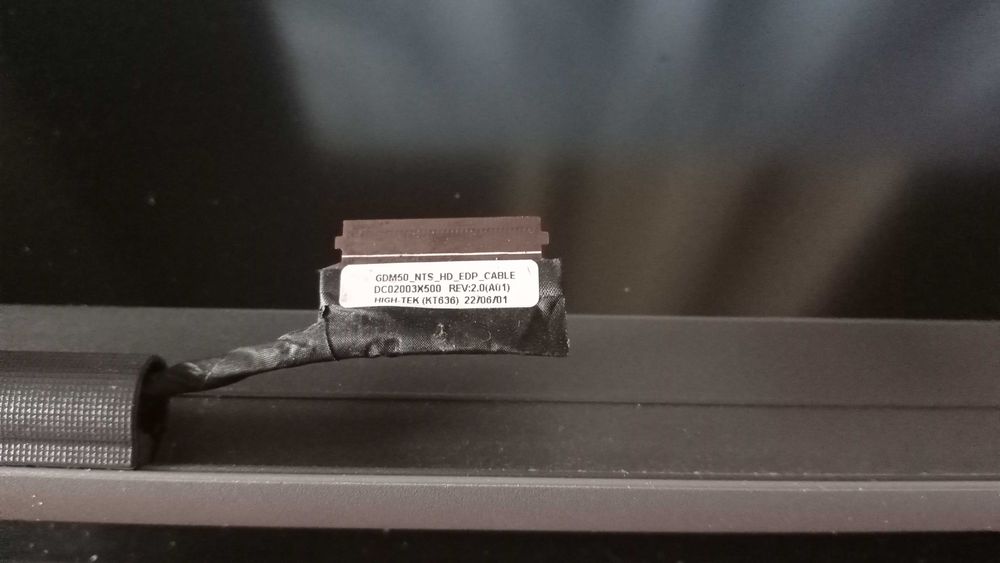 GDM50_NTS_HD_EDP_CABLE
DC02003X500 REV:2.0(A01)
HIGH-TEK (KT636) 22/06/01